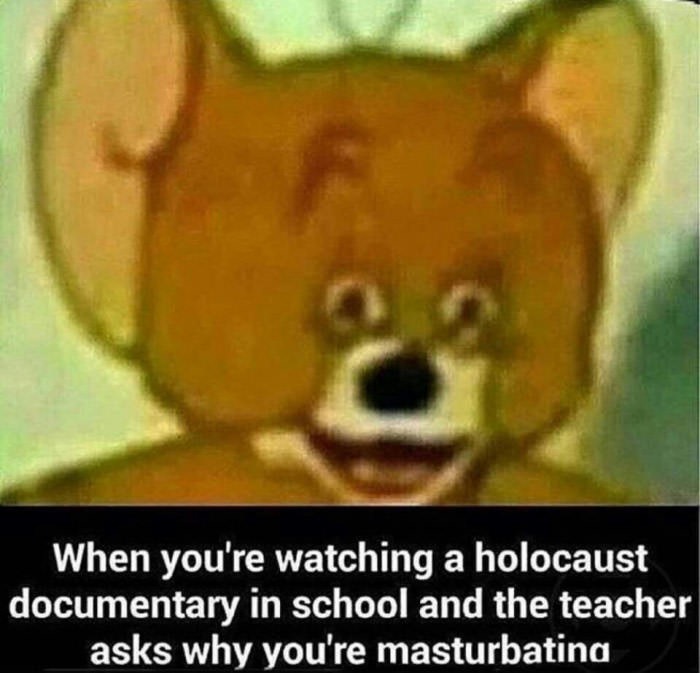 When you're watching a holocaust
documentary in school and the teacher
asks why you're masturbating